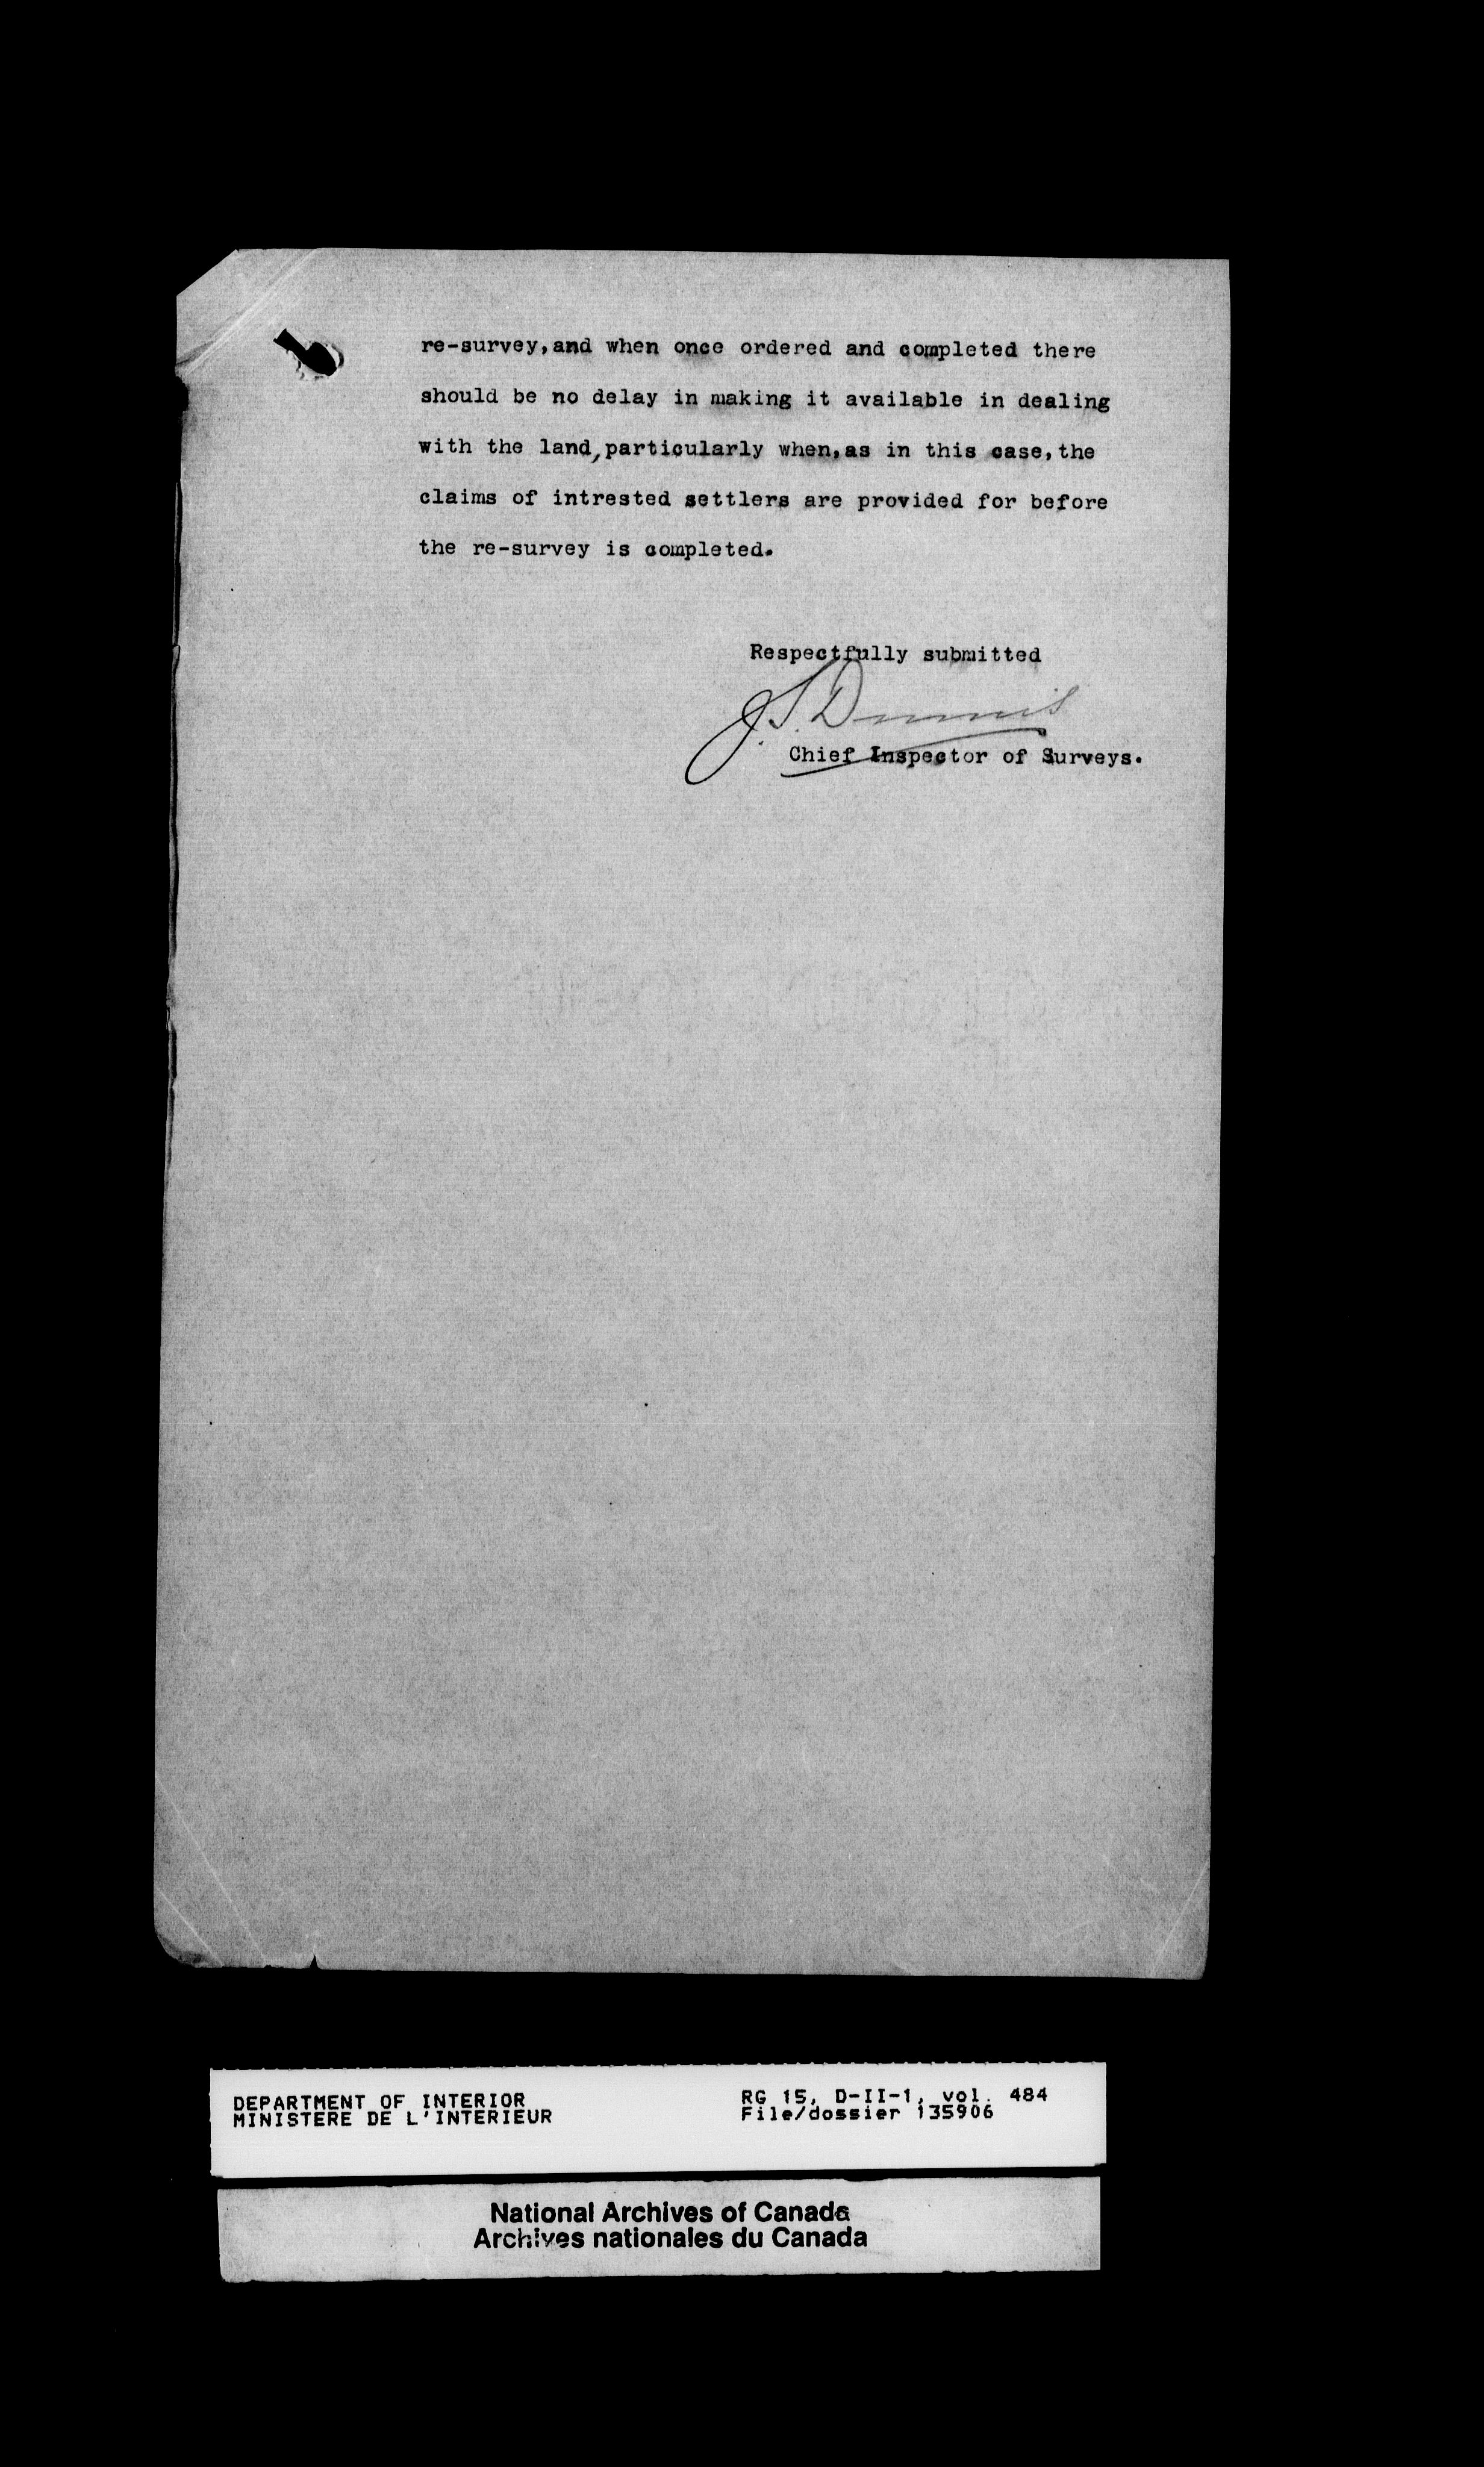 re-survey,and when once ordered and completed there
should be no delay in making it available in dealing
with the land,particularly when,as in this case,the
claims of intrested settlers are provided for before
the re-survey is completed.
Respectfully submitted
J.S. Dennis
Chief Inspector of Surveys.
DEPARTMENT OF INTERIOR
MINISTERE DE L'INTERIEUR
RG 15, D-II-1, vol. 484
File/dossier 135906
National Archives of Canada
Archives nationales du Canada